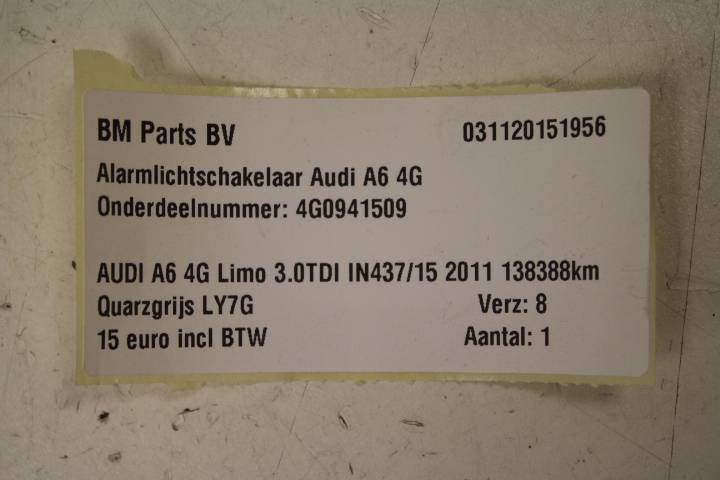 BM Parts BV 031120151956
Alarmlichtschakelaar Audi A6 4G
Onderdeelnummer: 4G0941509
AUDI A6 4G Limo 3.0TDI IN437/15 2011 138388km
Quarzgrijs LY7G Verz: 8
15 euro incl BTW Aantal: 1